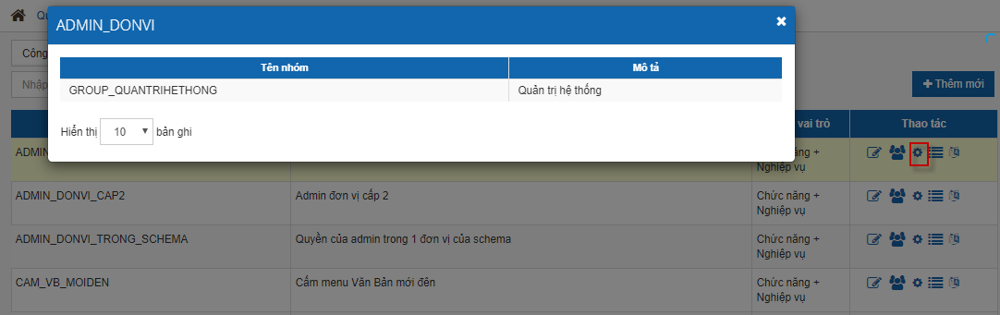 Qu
ADMIN_DONVI
Công
Tên nhóm
Mô tả
GROUP_QUANTRIHETHONG
Quản trị hệ thống
Nhập
Thêm mới
Hiển thị 10 bản ghi
vai trò
Thao tác
ADMIN
ăng +
Nghiệp vụ
ADMIN_DONVI_CAP2
Admin đơn vị cấp 2
Chức năng +
Nghiệp vụ
ADMIN_DONVI_TRONG_SCHEMA
Quyền của admin trong 1 đơn vị của schema
Chức năng +
Nghiệp vụ
CAM_VB_MOIDEN
Cấm menu Văn Bản mới đên
Chức năng +
Nghiệp vụ